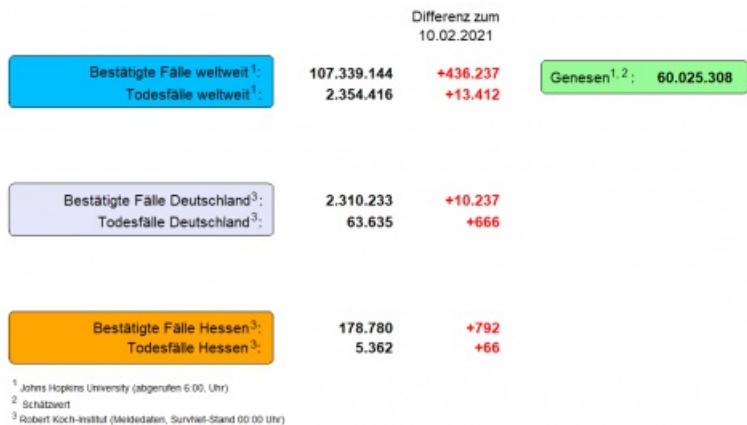 Differenz zum
10.02.2021
Bestätigte Fälle weltweit¹: 107.339.144 +436.237 Genesen¹,²: 60.025.308
Todesfälle weltweit¹: 2.354.416 +13.412
Bestätigte Fälle Deutschland³: 2.310.233 +10.237
Todesfälle Deutschland³: 63.635 +666
Bestätigte Fälle Hessen³: 178.780 +792
Todesfälle Hessen³: 5.362 +66
¹ Johns Hopkins University (abgerufen 6:00, Uhr)
² Schätzwert
³ Robert Koch-Institut (Meldedaten, SurvNet-Stand 00:00 Uhr)